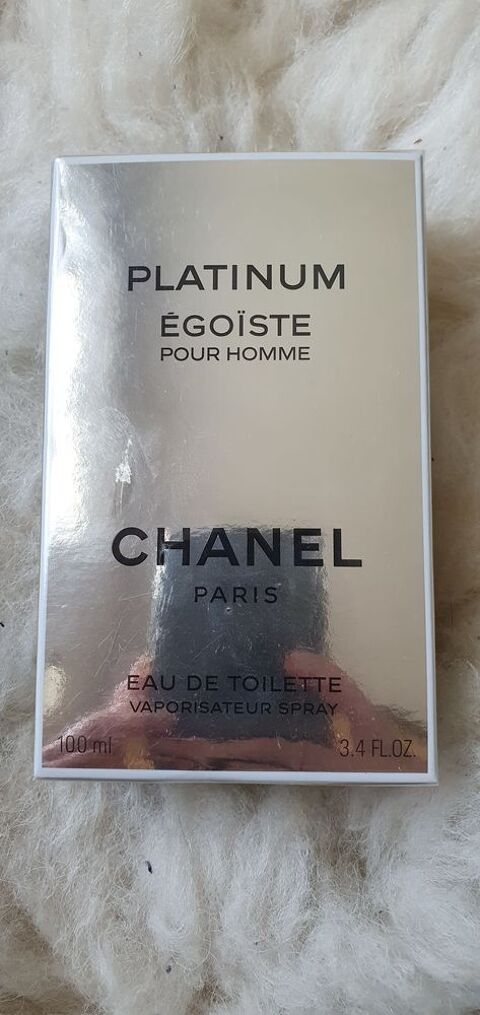 PLATINUM
ÉGOÏSTE
POUR HOMME
CHANEL
PARIS
EAU DE TOILETTE
VAPORISATEUR SPRAY
100 ml 3.4 FL.OZ.